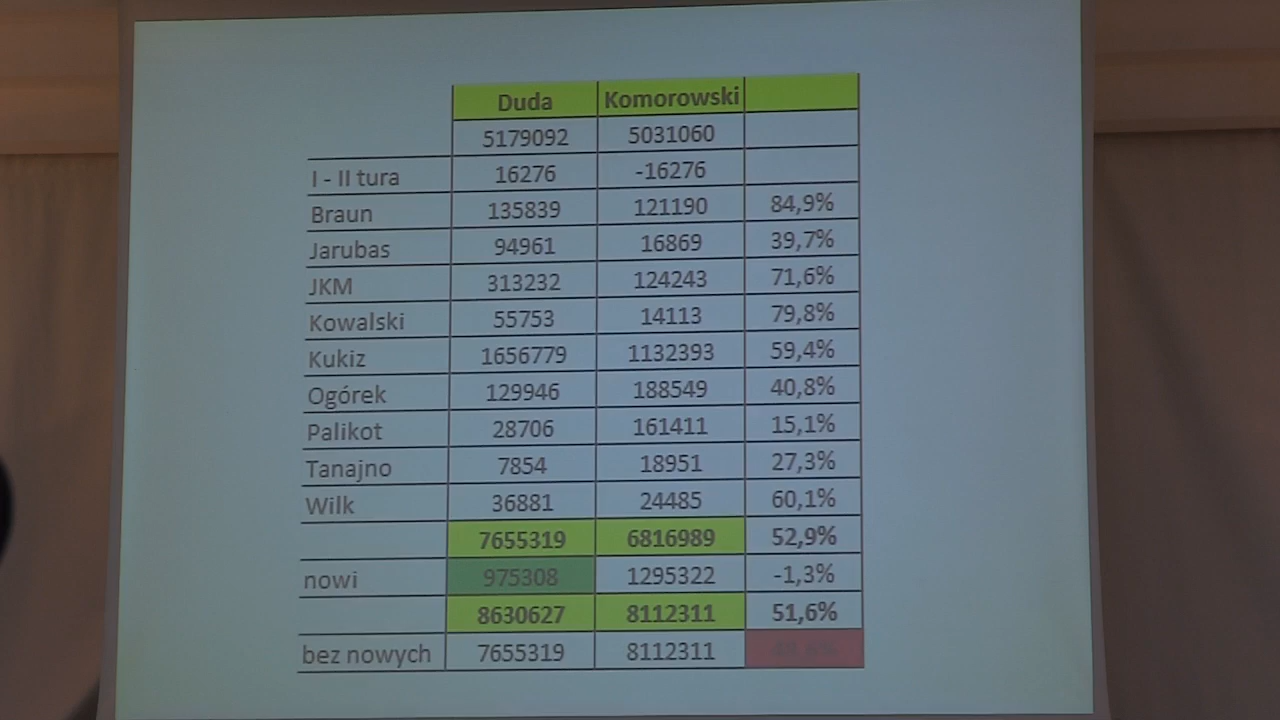 Duda Komorowski
5179092 5031060
I - II tura 16276 -16276
Braun 135839 121190 84,9%
Jarubas 94961 16869 39,7%
JKM 313232 124243 71,6%
Kowalski 55753 14113 79,8%
Kukiz 1656779 1132393 59,4%
Ogórek 129946 188549 40,8%
Palikot 28706 161411 15,1%
Tanajno 7854 18951 27,3%
Wilk 36881 24485 60,1%
7655319 6816989 52,9%
nowi 975308 1295322 -1,3%
8630627 8112311 51,6%
bez nowych 7655319 8112311